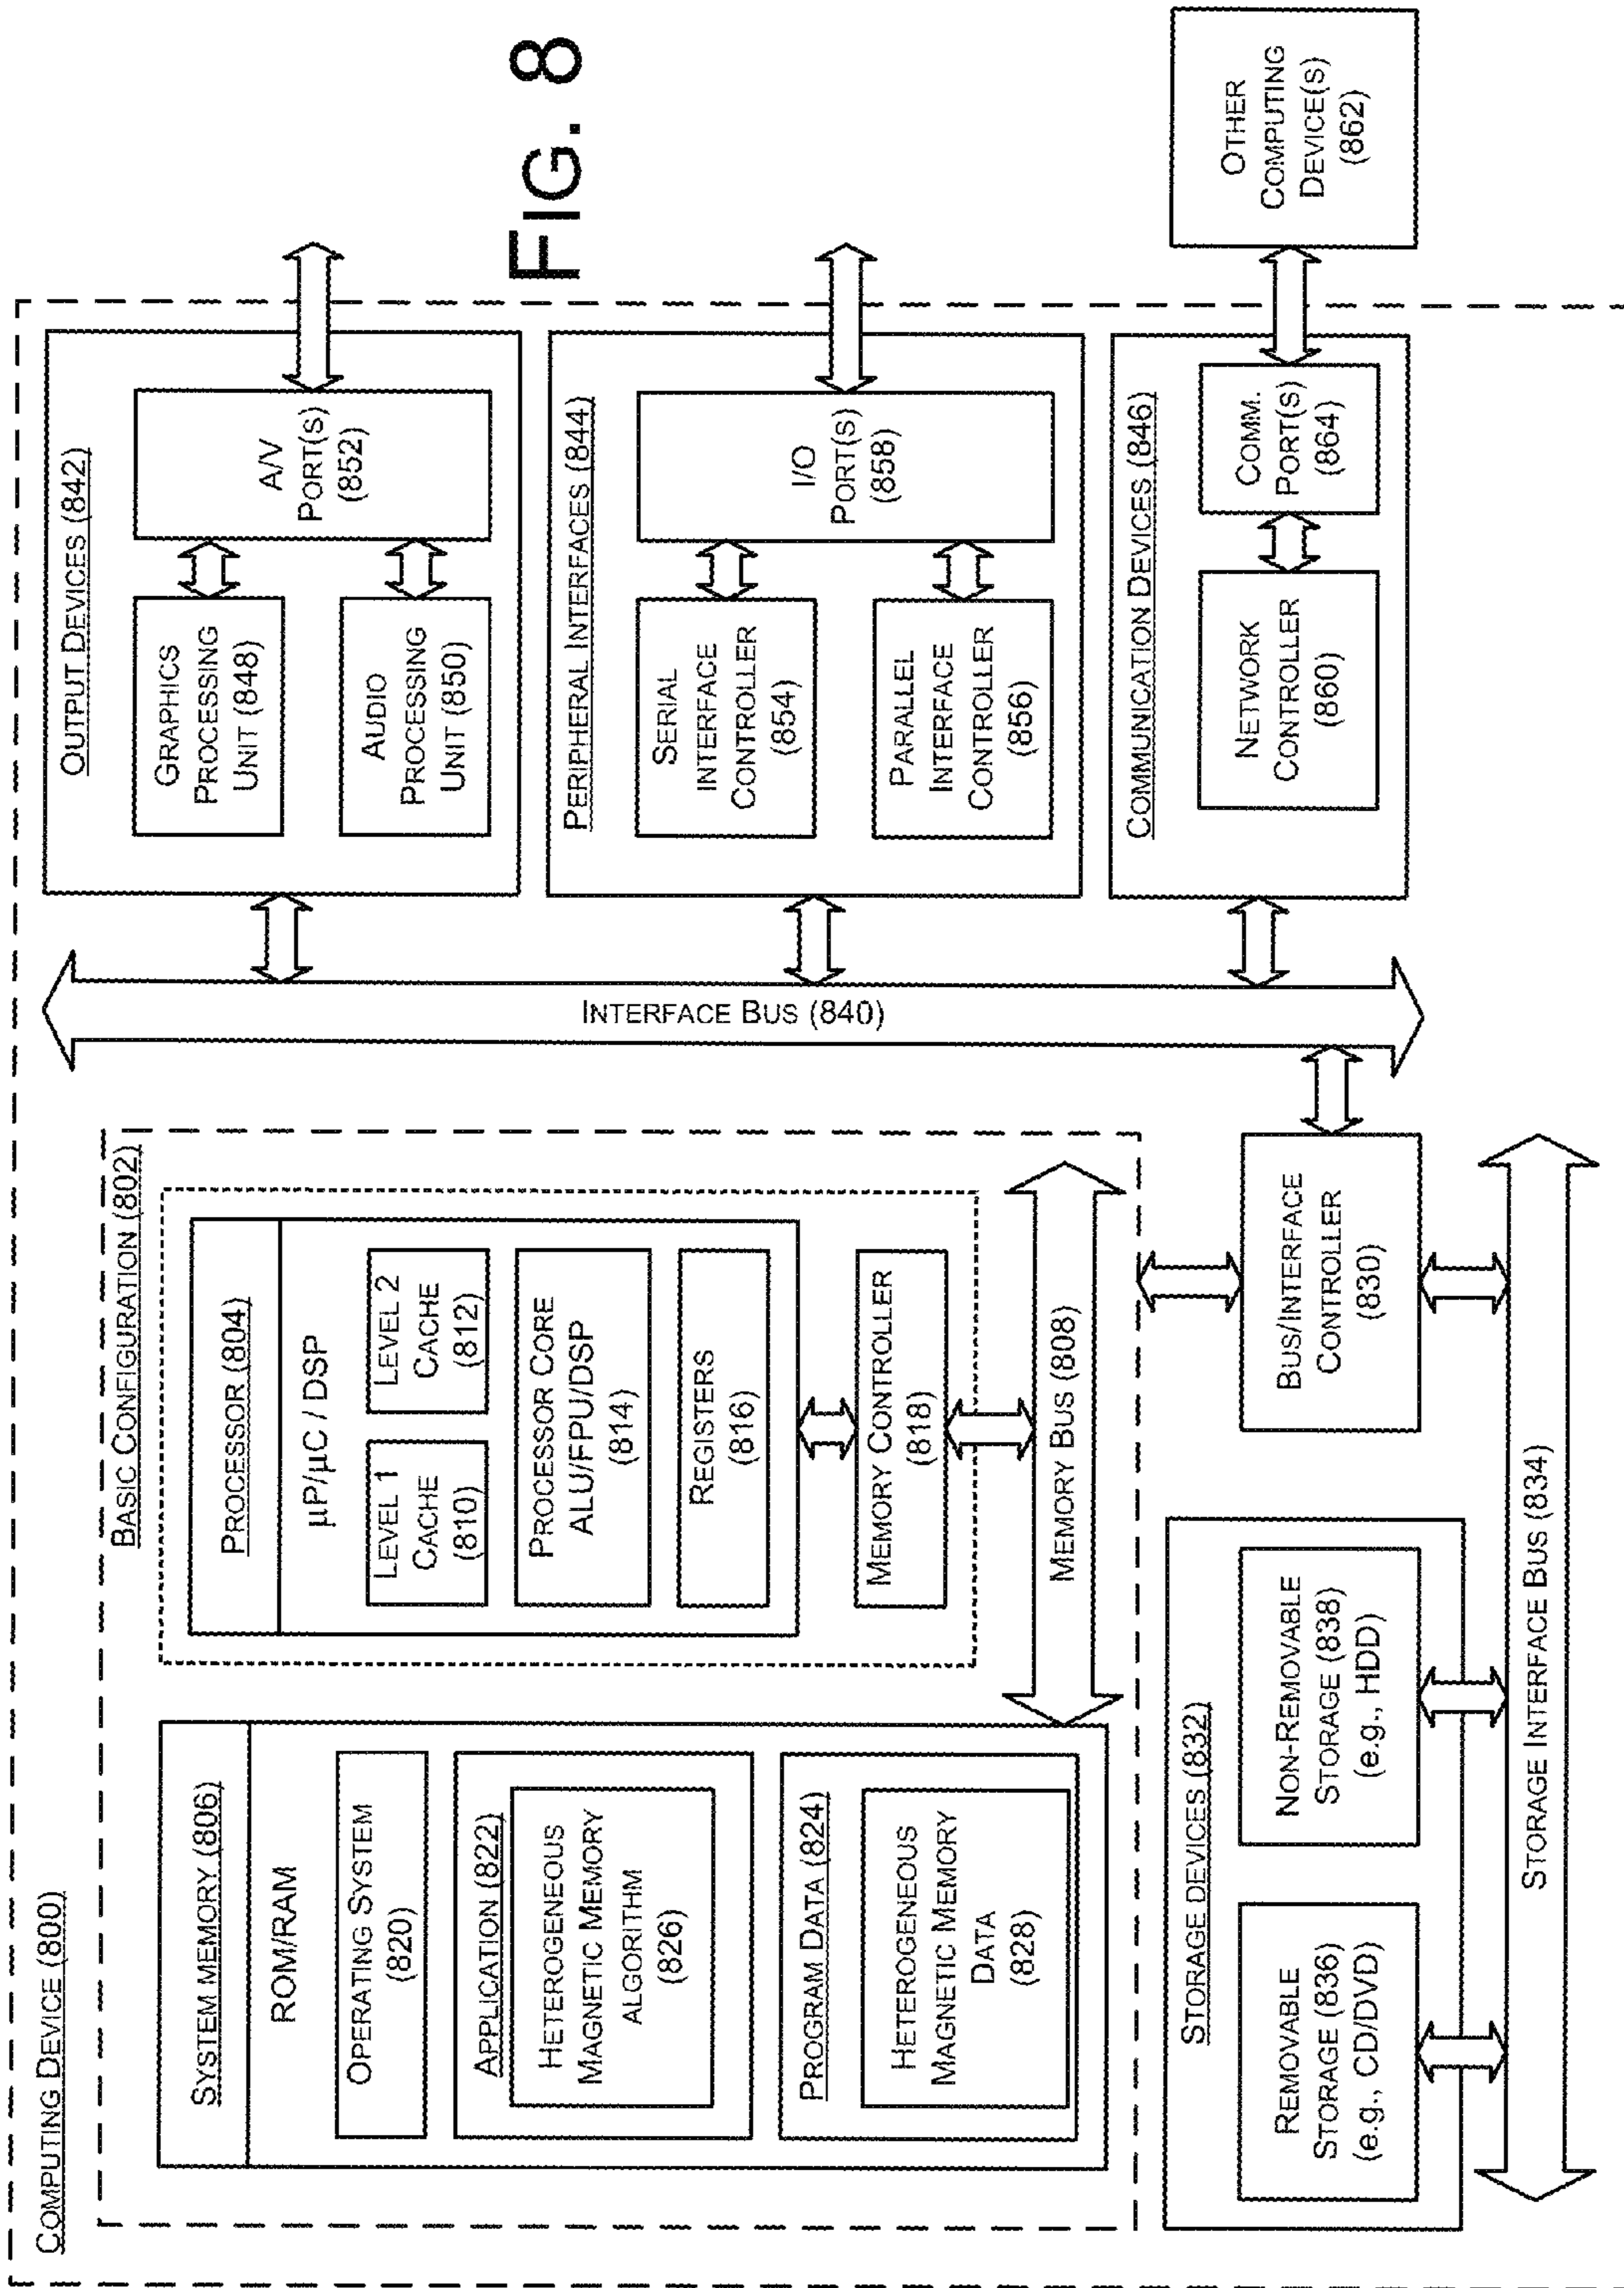 COMPUTING DEVICE (800)
BASIC CONFIGURATION (802)
SYSTEM MEMORY (806)
ROM/RAM
OPERATING SYSTEM
(820)
APPLICATION (822)
HETEROGENEOUS
MAGNETIC MEMORY
ALGORITHM
(826)
PROGRAM DATA (824)
HETEROGENEOUS
MAGNETIC MEMORY
DATA
(828)
PROCESSOR (804)
µP/µC / DSP
LEVEL 1
CACHE
(810)
LEVEL 2
CACHE
(812)
PROCESSOR CORE
ALU/FPU/DSP
(814)
REGISTERS
(816)
MEMORY CONTROLLER
(818)
MEMORY BUS (808)
BUS/INTERFACE
CONTROLLER
(830)
STORAGE DEVICES (832)
REMOVABLE
STORAGE (836)
(e.g., CD/DVD)
NON-REMOVABLE
STORAGE (838)
(e.g., HDD)
STORAGE INTERFACE BUS (834)
INTERFACE BUS (840)
OUTPUT DEVICES (842)
GRAPHICS
PROCESSING
UNIT (848)
AUDIO
PROCESSING
UNIT (850)
A/V
PORT(S)
(852)
PERIPHERAL INTERFACES (844)
SERIAL
INTERFACE
CONTROLLER
(854)
PARALLEL
INTERFACE
CONTROLLER
(856)
I/O
PORT(S)
(858)
COMMUNICATION DEVICES (846)
NETWORK
CONTROLLER
(860)
COMM.
PORT(S)
(864)
OTHER
COMPUTING
DEVICE(S)
(862)
FIG. 8